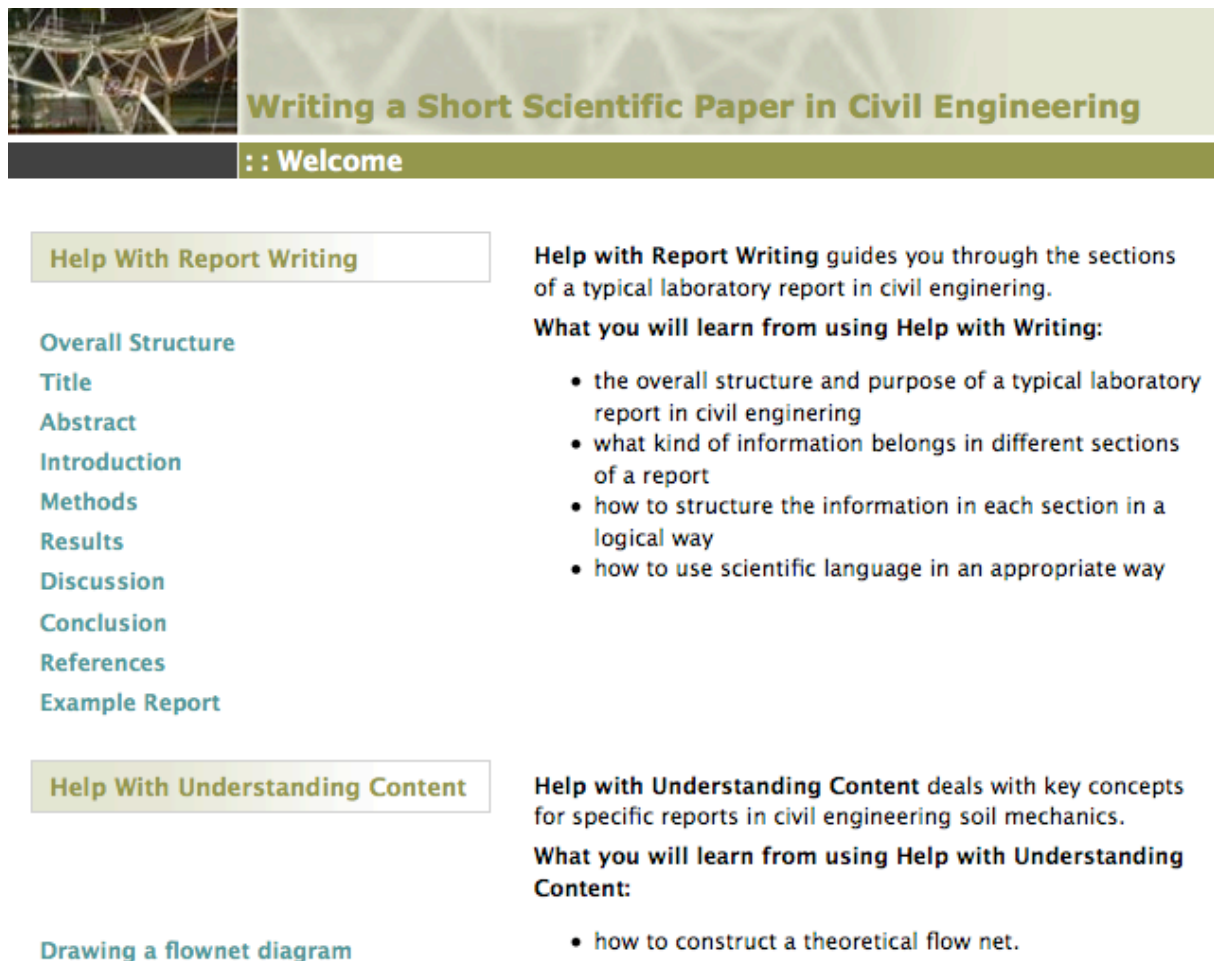 Writing a Short Scientific Paper in Civil Engineering
: : Welcome
Help With Report Writing
Overall Structure
Title
Abstract
Introduction
Methods
Results
Discussion
Conclusion
References
Example Report
Help with Report Writing guides you through the sections
of a typical laboratory report in civil enginering.
What you will learn from using Help with Writing:
• the overall structure and purpose of a typical laboratory
report in civil enginering
• what kind of information belongs in different sections
of a report
• how to structure the information in each section in a
logical way
• how to use scientific language in an appropriate way
Help With Understanding Content
Drawing a flownet diagram
Help with Understanding Content deals with key concepts
for specific reports in civil engineering soil mechanics.
What you will learn from using Help with Understanding
Content:
• how to construct a theoretical flow net.